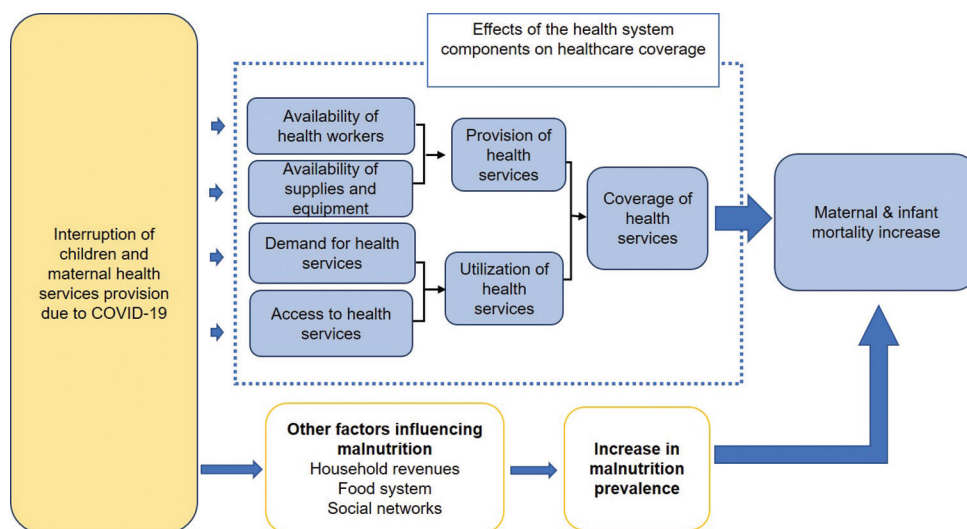 Effects of the health system
components on healthcare coverage
Interruption of
children and
maternal health
services provision
due to COVID-19
Availability of
health workers
Availability of
supplies and
equipment
Demand for health
services
Access to health
services
Provision of
health
services
Utilization of
health
services
Coverage of
health
services
Maternal & infant
mortality increase
Other factors influencing
malnutrition
Household revenues
Food system
Social networks
Increase in
malnutrition
prevalence